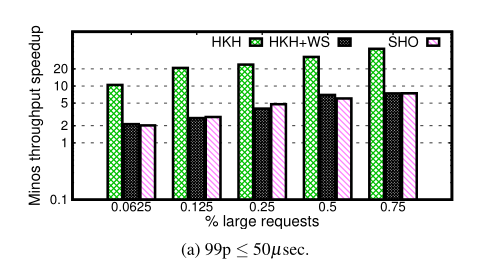 HKH HKH+WS SHO
Minos throughput speedup
20
10
5
2
1
0.1
0.0625 0.125 0.25 0.5 0.75
% large requests
(a) 99p ≤ 50μsec.